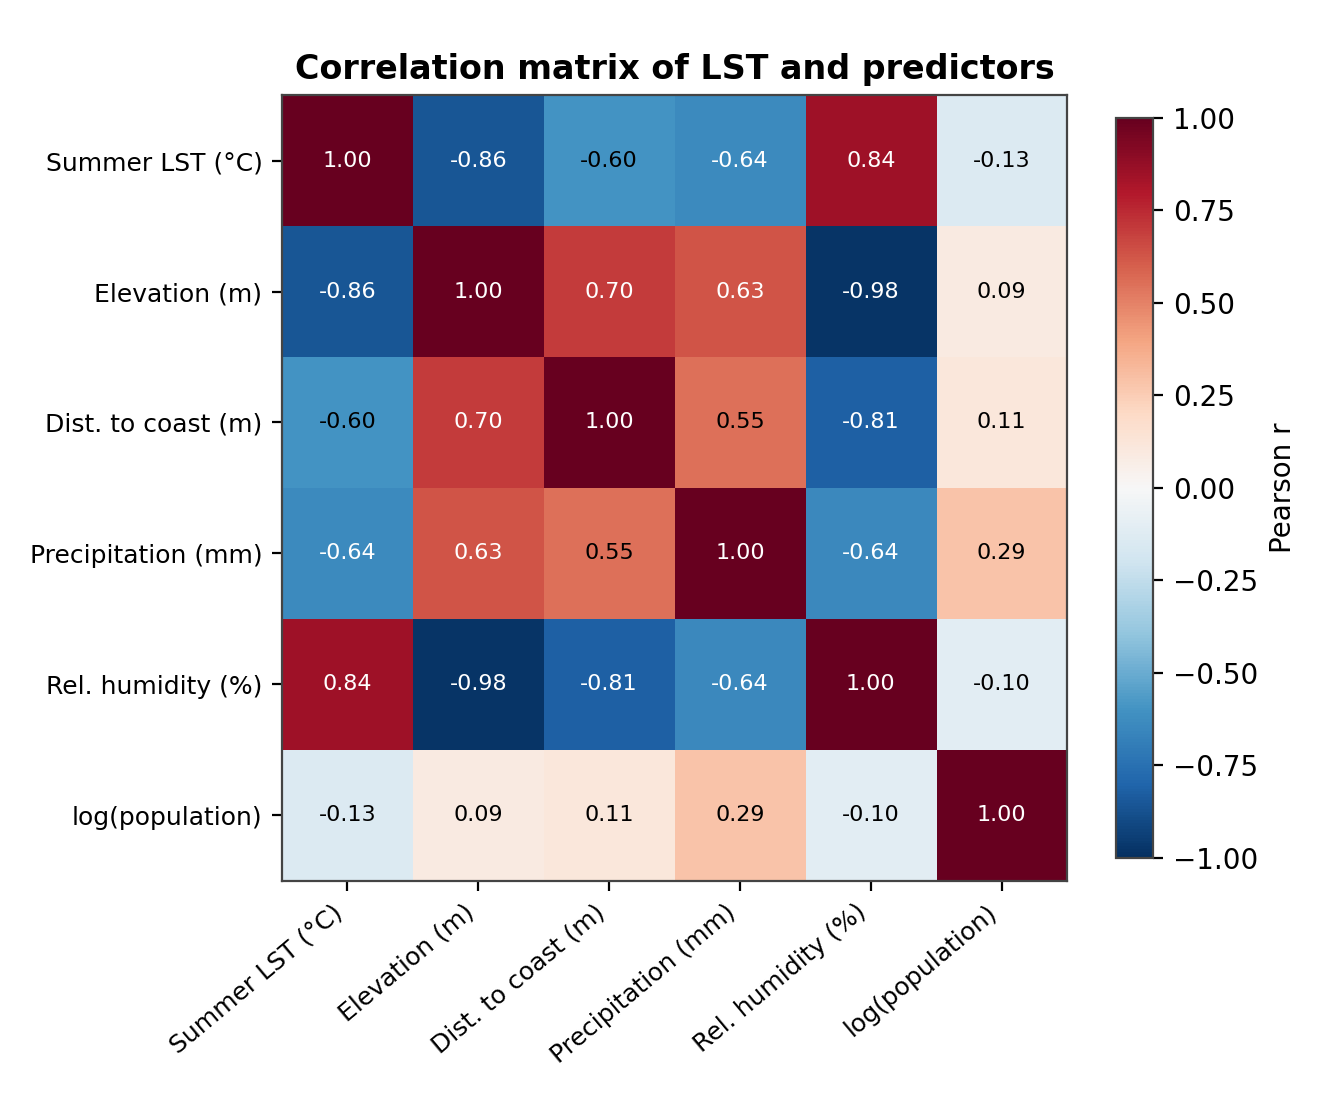 Correlation matrix of LST and predictors
Summer LST (°C) 1.00 -0.86 -0.60 -0.64 0.84 -0.13
Elevation (m) -0.86 1.00 0.70 0.63 -0.98 0.09
Dist. to coast (m) -0.60 0.70 1.00 0.55 -0.81 0.11
Precipitation (mm) -0.64 0.63 0.55 1.00 -0.64 0.29
Rel. humidity (%) 0.84 -0.98 -0.81 -0.64 1.00 -0.10
log(population) -0.13 0.09 0.11 0.29 -0.10 1.00
Summer LST (°C)
Elevation (m)
Dist. to coast (m)
Precipitation (mm)
Rel. humidity (%)
log(population)
1.00
0.75
0.50
0.25
0.00
−0.25
−0.50
−0.75
−1.00
Pearson r